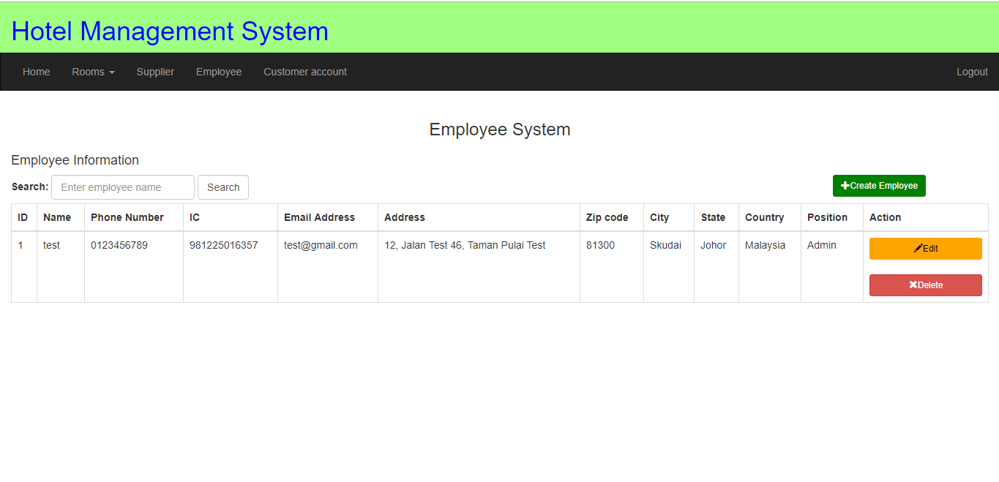 Hotel Management System
Home Rooms Supplier Employee Customer account Logout
Employee System
Employee Information
Search: Enter employee name Search Create Employee
ID Name Phone Number IC Email Address Address Zip code City State Country Position Action
1 test 0123456789 981225016357 test@gmail.com 12, Jalan Test 46, Taman Pulai Test 81300 Skudai Johor Malaysia Admin Edit
Delete